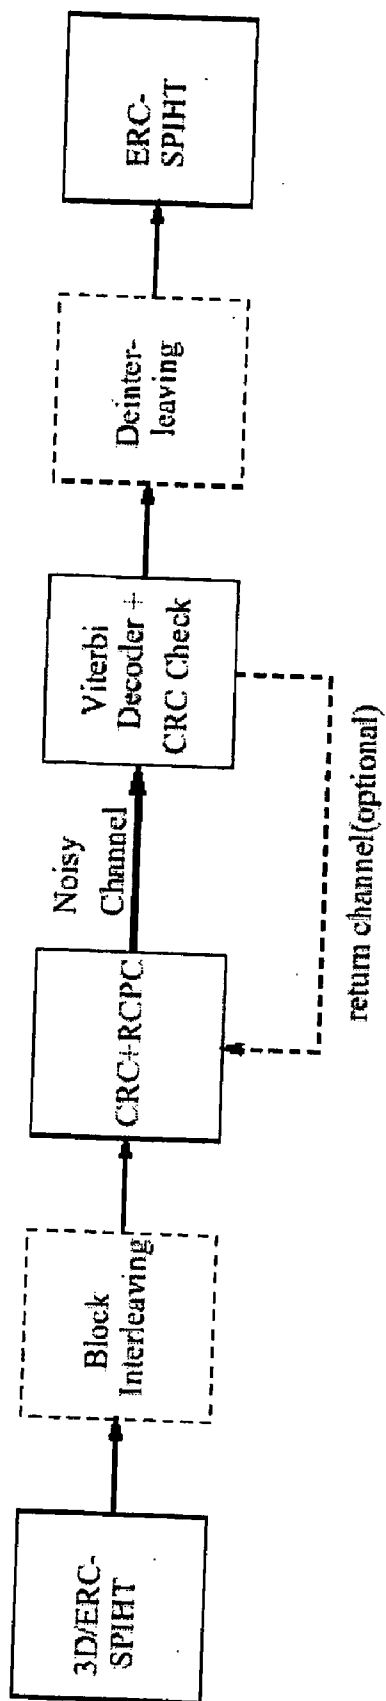 3D/ERC-
SPIHT
Block
Interleaving
CRC+RCPC
Noisy
Channel
Viterbi
Decoder +
CRC Check
return channel(optional)
Deinter-
leaving
ERC-
SPIHT